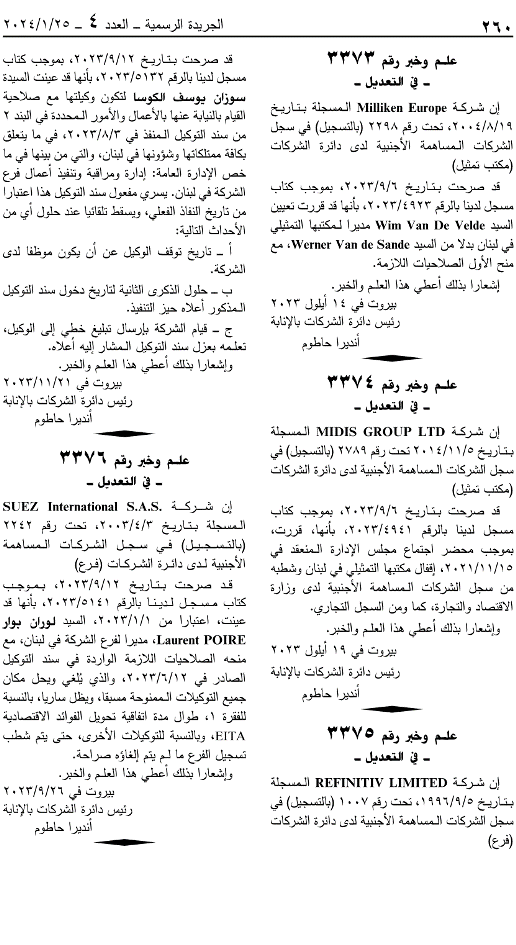 ٢٦٠
الجريدة الرسمية ــ العدد ٤ ــ ٢٠٢٤/١/٢٥
علم وخبر رقم ٣٣٧٣
ــ في التعديل ــ
إن شركة Milliken Europe المسجلة بتاريخ
٢٠٠٤/٨/١٩، تحت رقم ٢٢٩٨ (بالتسجيل) في سجل
الشركات المساهمة الأجنبية لدى دائرة الشركات
(مكتب تمثيل)
قد صرحت بتاريخ ٢٠٢٣/٩/٦، بموجب كتاب
مسجل لدينا بالرقم ٢٠٢٣/٤٩٢٣، بأنها قد قررت تعيين
السيد Wim Van De Velde مديرا لمكتبها التمثيلي
في لبنان بدلا من السيد Werner Van de Sande، مع
منح الأول الصلاحيات اللازمة.
إشعارا بذلك أعطي هذا العلم والخبر.
بيروت في ١٤ أيلول ٢٠٢٣
رئيس دائرة الشركات بالإنابة
أنديرا حاطوم
علم وخبر رقم ٣٣٧٤
ــ في التعديل ــ
إن شركة MIDIS GROUP LTD المسجلة
بتاريخ ٢٠١٤/١١/٥ تحت رقم ٢٧٨٩ (بالتسجيل) في
سجل الشركات المساهمة الأجنبية لدى دائرة الشركات
(مكتب تمثيل)
قد صرحت بتاريخ ٢٠٢٣/٩/٦، بموجب كتاب
مسجل لدينا بالرقم ٢٠٢٣/٤٩٤١، بأنها، قررت،
بموجب محضر اجتماع مجلس الإدارة المنعقد في
٢٠٢١/١١/١٥، إقفال مكتبها التمثيلي في لبنان وشطبه
من سجل الشركات المساهمة الأجنبية لدى وزارة
الاقتصاد والتجارة، كما ومن السجل التجاري.
وإشعارا بذلك أعطي هذا العلم والخبر.
بيروت في ١٩ أيلول ٢٠٢٣
رئيس دائرة الشركات بالإنابة
أنديرا حاطوم
علم وخبر رقم ٣٣٧٥
ــ في التعديل ــ
إن شركة REFINITIV LIMITED المسجلة
بتاريخ ١٩٩٦/٩/٥، تحت رقم ١٠٠٧ (بالتسجيل) في
سجل الشركات المساهمة الأجنبية لدى دائرة الشركات
(فرع)
قد صرحت بتاريخ ٢٠٢٣/٩/١٢، بموجب كتاب
مسجل لدينا بالرقم ٢٠٢٣/٥١٣٢، بأنها قد عينت السيدة
سوزان يوسف الكوسا لتكون وكيلتها مع صلاحية
القيام بالنيابة عنها بالأعمال والأمور المحددة في البند ٢
من سند التوكيل المنفذ في ٢٠٢٣/٨/٣، في ما يتعلق
بكافة ممتلكاتها وشؤونها في لبنان، والتي من بينها في ما
خص الإدارة العامة: إدارة ومراقبة وتنفيذ أعمال فرع
الشركة في لبنان. يسري مفعول سند التوكيل هذا اعتبارا
من تاريخ النفاذ الفعلي، ويسقط تلقائيا عند حلول أي من
الأحداث التالية:
أ ــ تاريخ توقف الوكيل عن أن يكون موظفا لدى
الشركة.
ب ــ حلول الذكرى الثانية لتاريخ دخول سند التوكيل
المذكور أعلاه حيز التنفيذ.
ج ــ قيام الشركة بإرسال تبليغ خطي إلى الوكيل،
تعلمه بعزل سند التوكيل المشار إليه أعلاه.
وإشعارا بذلك أعطي هذا العلم والخبر.
بيروت في ٢٠٢٣/١١/٢١
رئيس دائرة الشركات بالإنابة
أنديرا حاطوم
علم وخبر رقم ٣٣٧٦
ــ في التعديل ــ
إن شركة SUEZ International S.A.S.
المسجلة بتاريخ ٢٠٠٣/٤/٣، تحت رقم ٢٢٤٢
(بالتسجيل) في سجل الشركات المساهمة
الأجنبية لدى دائرة الشركات (فرع)
قد صرحت بتاريخ ٢٠٢٣/٩/١٢، بموجب
كتاب مسجل لدينا بالرقم ٢٠٢٣/٥١٤١، بأنها قد
عينت، اعتبارا من ٢٠٢٣/١/١، السيد لوران بوار
Laurent POIRE، مديرا لفرع الشركة في لبنان، مع
منحه الصلاحيات اللازمة الواردة في سند التوكيل
الصادر في ٢٠٢٣/٦/١٢، والذي يُلغي ويحل مكان
جميع التوكيلات الممنوحة مسبقا، ويظل ساريا، بالنسبة
للفقرة ١، طوال مدة اتفاقية تحويل الفوائد الاقتصادية
EITA، وبالنسبة للتوكيلات الأخرى، حتى يتم شطب
تسجيل الفرع ما لم يتم إلغاؤه صراحة.
وإشعارا بذلك أعطي هذا العلم والخبر.
بيروت في ٢٠٢٣/٩/٢٦
رئيس دائرة الشركات بالإنابة
أنديرا حاطوم